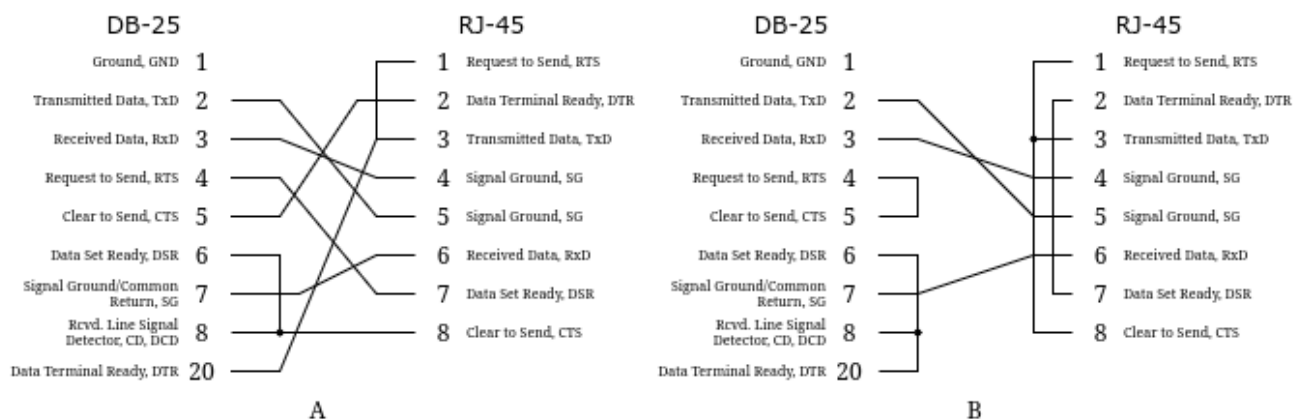 DB-25
RJ-45
Ground, GND 1
1 Request to Send, RTS
Transmitted Data, TxD 2
2 Data Terminal Ready, DTR
Received Data, RxD 3
3 Transmitted Data, TxD
Request to Send, RTS 4
4 Signal Ground, SG
Clear to Send, CTS 5
5 Signal Ground, SG
Data Set Ready, DSR 6
6 Received Data, RxD
Signal Ground/Common
Return, SG 7
7 Data Set Ready, DSR
Rcvd. Line Signal
Detector, CD, DCD 8
8 Clear to Send, CTS
Data Terminal Ready, DTR 20
A
DB-25
RJ-45
Ground, GND 1
1 Request to Send, RTS
Transmitted Data, TxD 2
2 Data Terminal Ready, DTR
Received Data, RxD 3
3 Transmitted Data, TxD
Request to Send, RTS 4
4 Signal Ground, SG
Clear to Send, CTS 5
5 Signal Ground, SG
Data Set Ready, DSR 6
6 Received Data, RxD
Signal Ground/Common
Return, SG 7
7 Data Set Ready, DSR
Rcvd. Line Signal
Detector, CD, DCD 8
8 Clear to Send, CTS
Data Terminal Ready, DTR 20
B